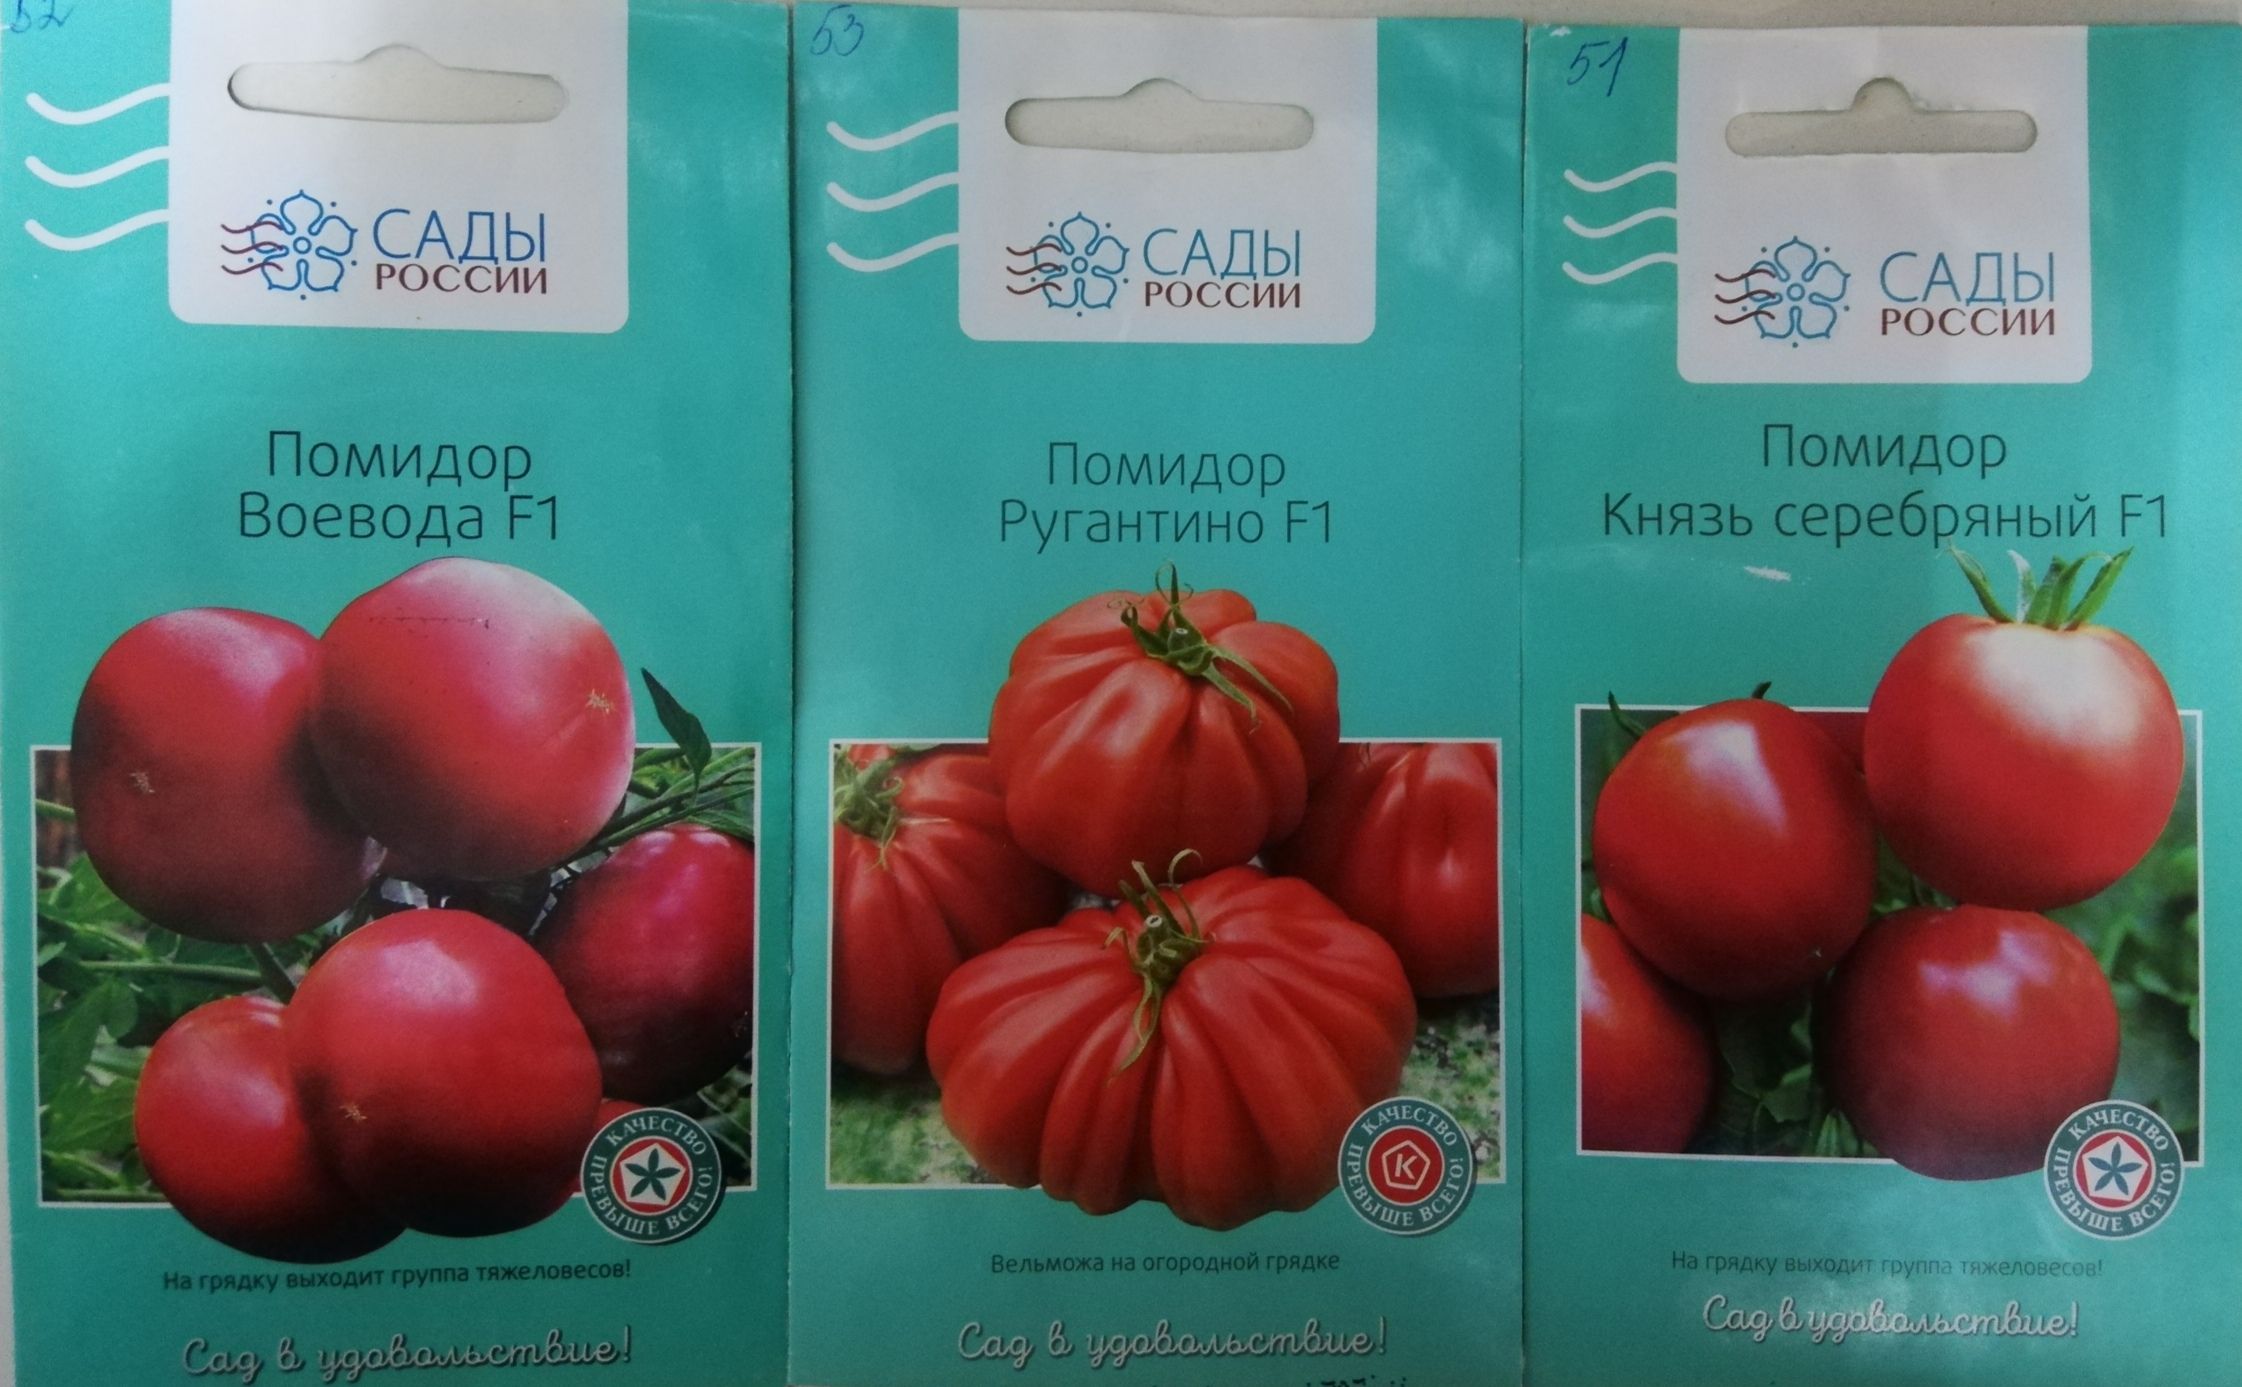 52
САДЫ
РОССИИ
Помидор
Воевода F1
КАЧЕСТВО ПРЕВЫШЕ ВСЕГО!
На грядку выходит группа тяжеловесов!
Сад в удовольствие!
53
САДЫ
РОССИИ
Помидор
Ругантино F1
КАЧЕСТВО ПРЕВЫШЕ ВСЕГО!
К
Вельможа на огородной грядке
Сад в удовольствие!
51
САДЫ
РОССИИ
Помидор
Князь серебряный F1
КАЧЕСТВО ПРЕВЫШЕ ВСЕГО!
На грядку выходит группа тяжеловесов!
Сад в удовольствие!